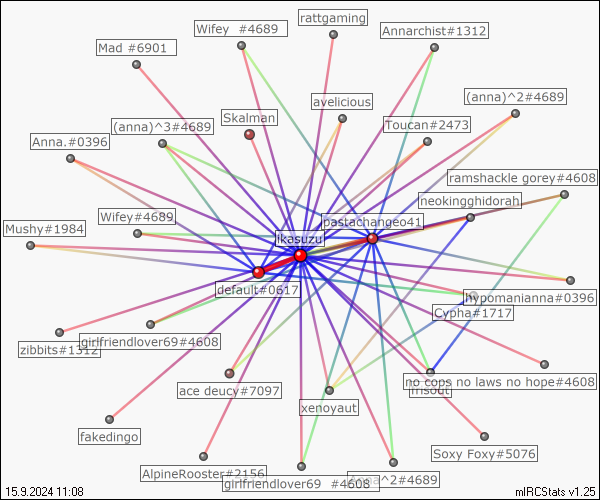 rattgaming
Wifey #4689
Annarchist#1312
Mad #6901
(anna)^2#4689
avelicious
Skalman
(anna)^3#4689
Toucan#2473
Anna.#0396
ramshackle gorey#4608
neokingghidorah
Wifey#4689
pastachangeo41
Mushy#1984
ikasuzu
default#0617
hypomanianna#0396
Cypha#1717
girlfriendlover69#4608
zibbits#1312
no cops no laws no hope#4608
ace deucy#7097
xenoyaut
fakedingo
Soxy Foxy#5076
AlpineRooster#2156
^2#4689
girlfriendlover69 #4608
15.9.2024 11:08
mIRCStats v1.25